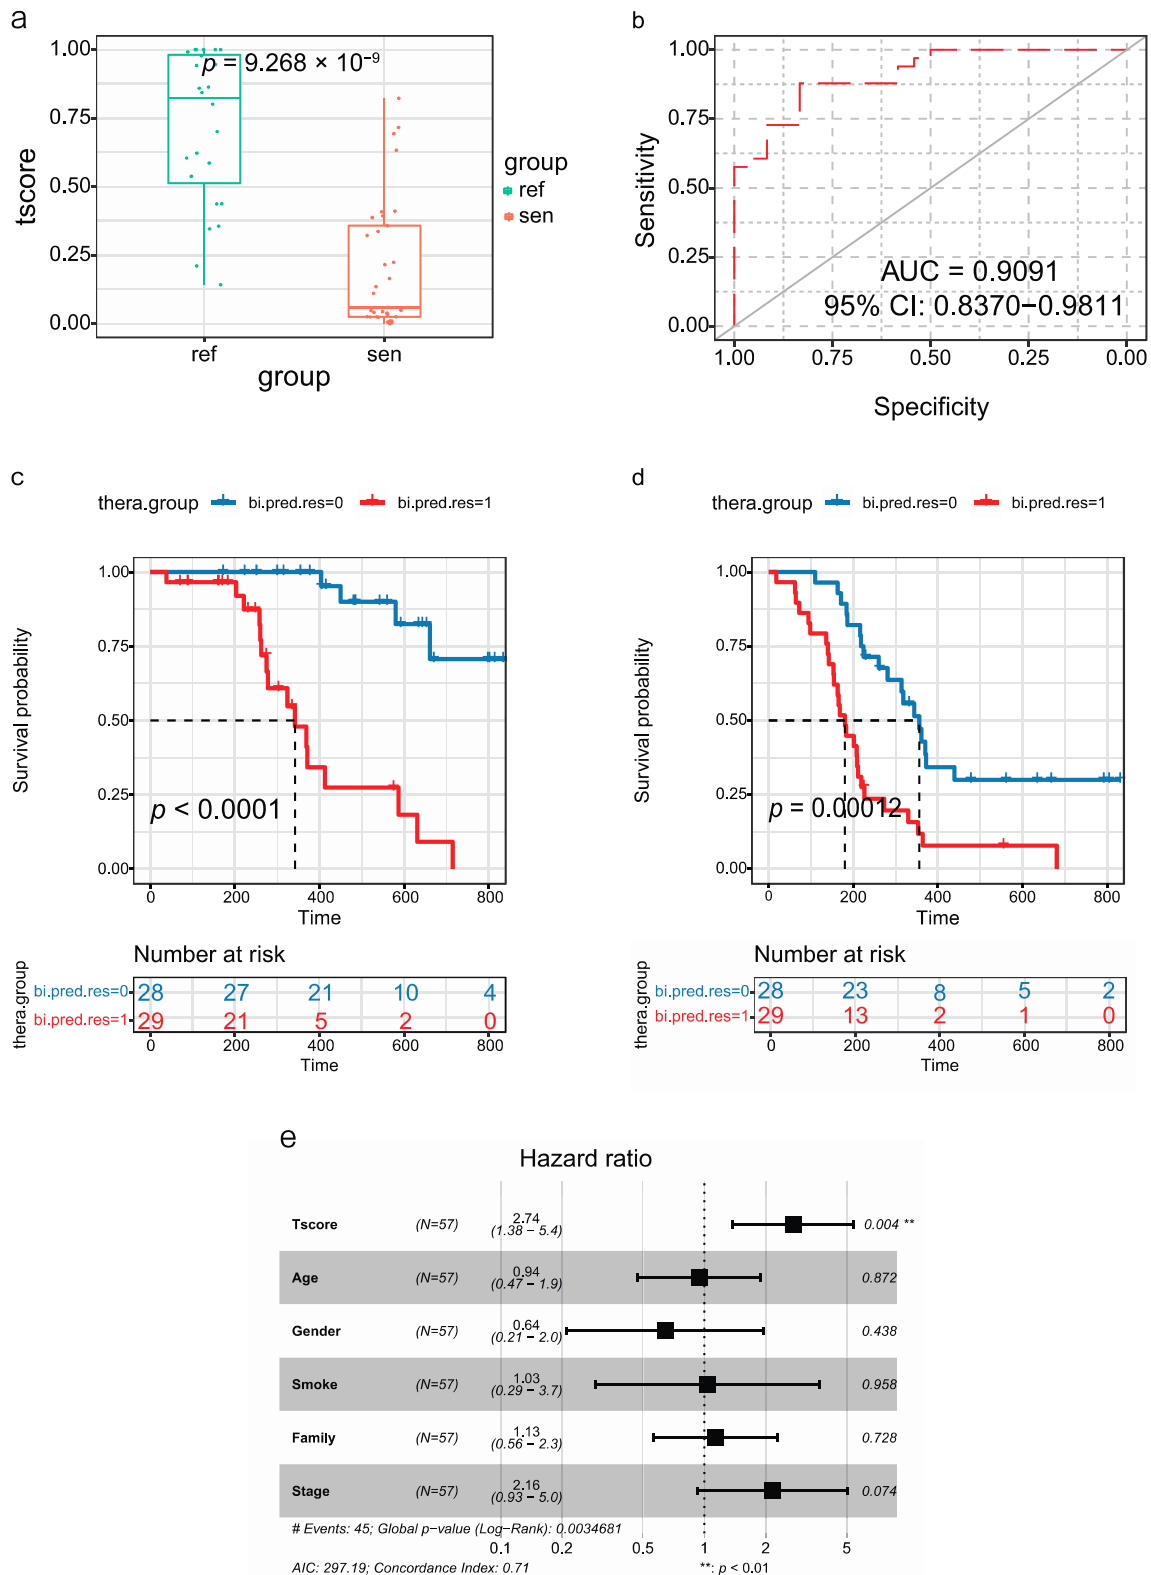 a
p = 9.268 × 10⁻⁹
1.00
0.75
0.50
0.25
0.00
tscore
ref
sen
group
group
ref
sen
b
1.00
0.75
0.50
0.25
0.00
Sensitivity
AUC = 0.9091
95% CI: 0.8370−0.9811
1.00 0.75 0.50 0.25 0.00
Specificity
c
thera.group bi.pred.res=0 bi.pred.res=1
1.00
0.75
0.50
0.25
0.00
Survival probability
p < 0.0001
0 200 400 600 800
Time
Number at risk
thera.group
bi.pred.res=0 28 27 21 10 4
bi.pred.res=1 29 21 5 2 0
0 200 400 600 800
Time
d
thera.group bi.pred.res=0 bi.pred.res=1
1.00
0.75
0.50
0.25
0.00
Survival probability
p = 0.00012
0 200 400 600 800
Time
Number at risk
thera.group
bi.pred.res=0 28 23 8 5 2
bi.pred.res=1 29 13 2 1 0
0 200 400 600 800
Time
e
Hazard ratio
Tscore (N=57) 2.74 0.004 **
(1.38 − 5.4)
Age (N=57) 0.94 0.872
(0.47 − 1.9)
Gender (N=57) 0.64 0.438
(0.21 − 2.0)
Smoke (N=57) 1.03 0.958
(0.29 − 3.7)
Family (N=57) 1.13 0.728
(0.56 − 2.3)
Stage (N=57) 2.16 0.074
(0.93 − 5.0)
# Events: 45; Global p−value (Log−Rank): 0.0034681
0.1 0.2 0.5 1 2 5
AIC: 297.19; Concordance Index: 0.71
**: p < 0.01